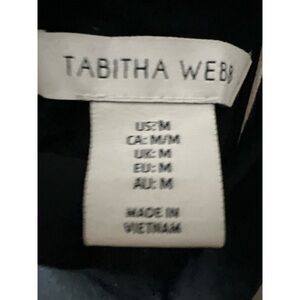 TABITHA WEBB
US: M
CA: M/M
UK: M
EU: M
AU: M
MADE IN
VIETNAM